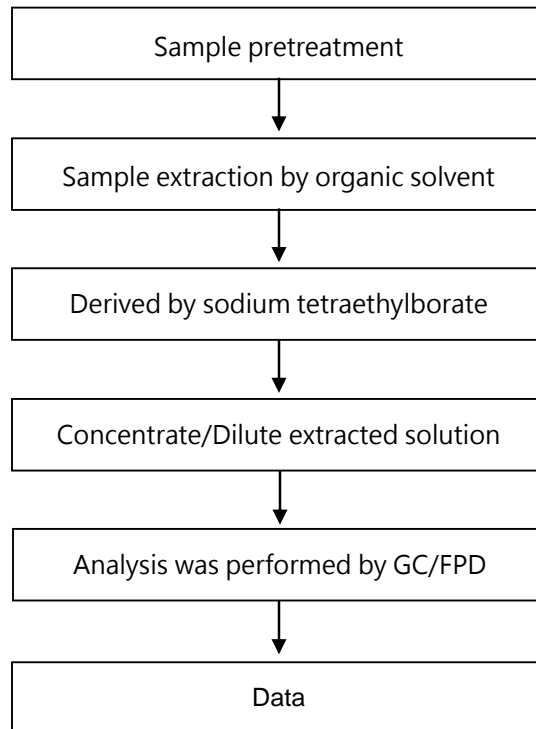 Sample pretreatment
Sample extraction by organic solvent
Derived by sodium tetraethylborate
Concentrate/Dilute extracted solution
Analysis was performed by GC/FPD
Data